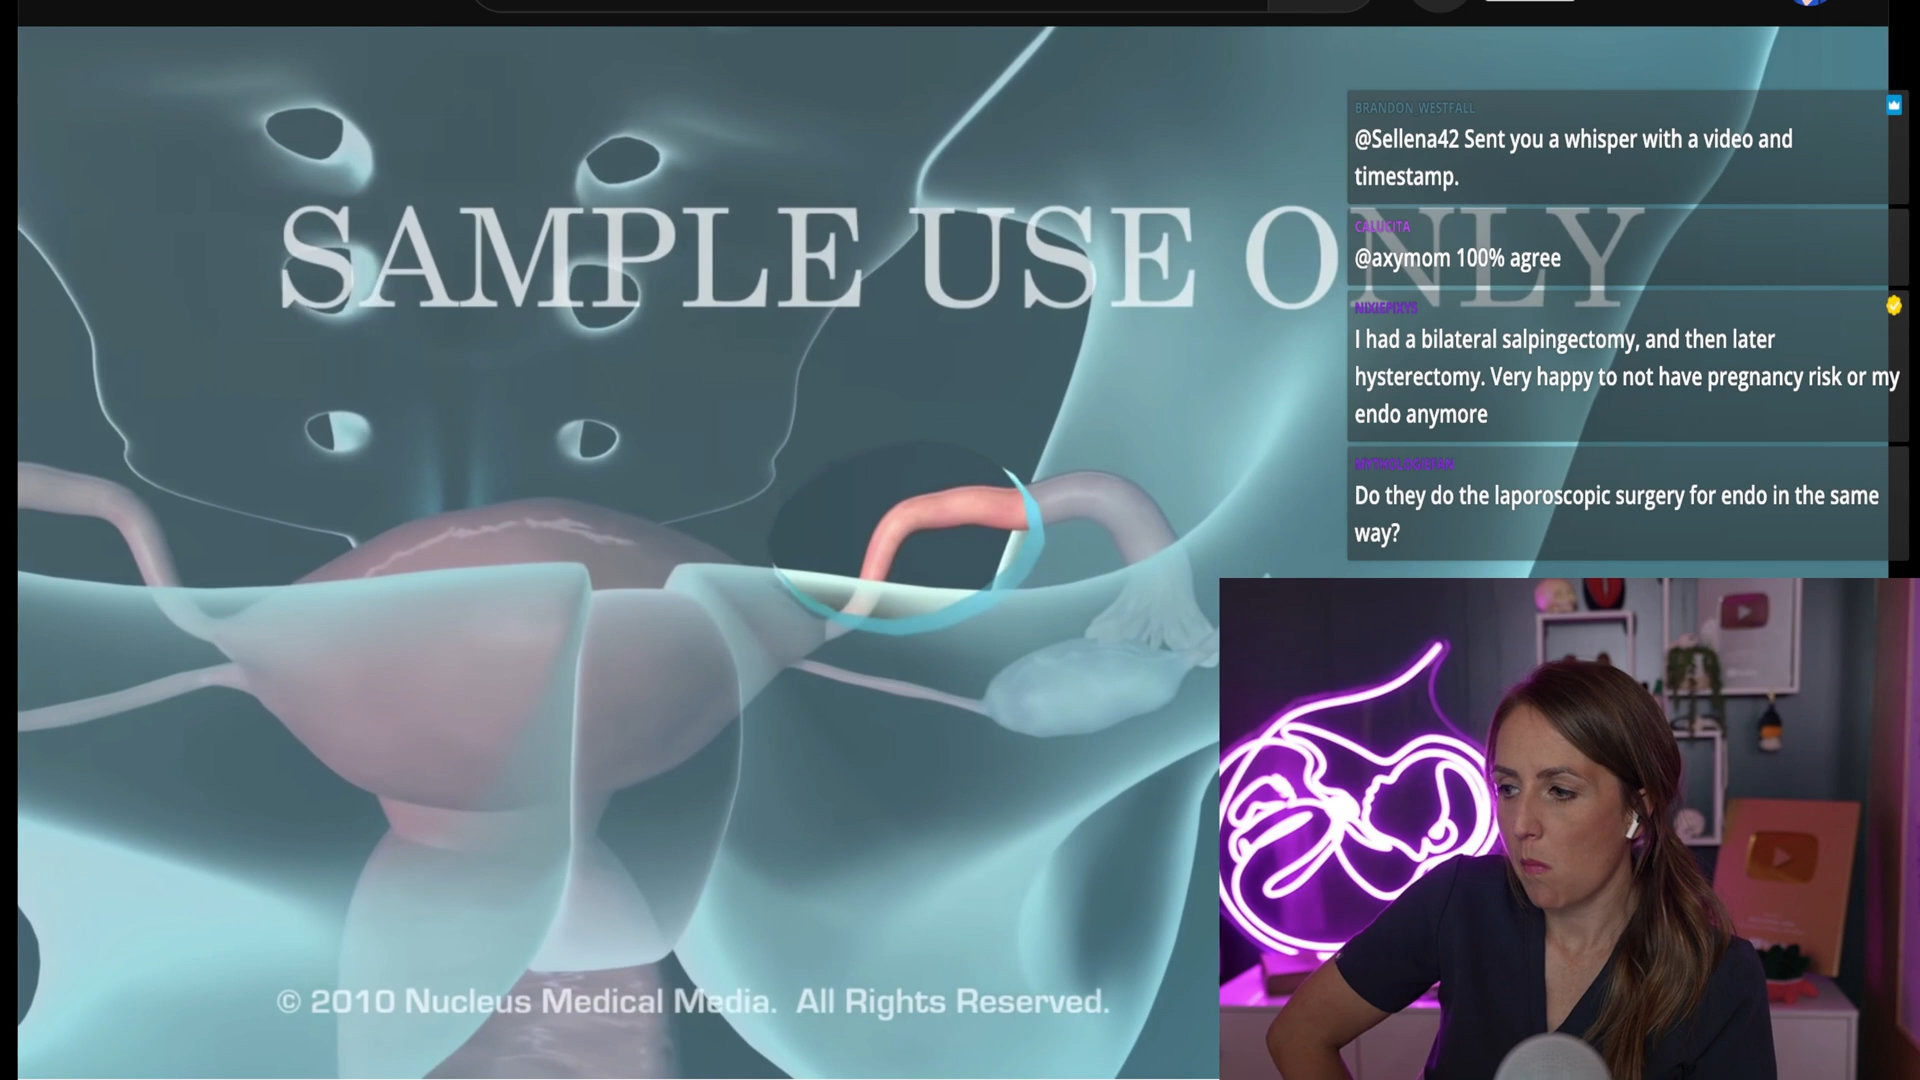 SAMPLE USE ONLY
BRANDON_WESTFALL
@Sellena42 Sent you a whisper with a video and
timestamp.
CALUCITA
@axymom 100% agree
I had a bilateral salpingectomy, and then later
hysterectomy. Very happy to not have pregnancy risk or my
endo anymore
Do they do the laporoscopic surgery for endo in the same
way?
© 2010 Nucleus Medical Media. All Rights Reserved.